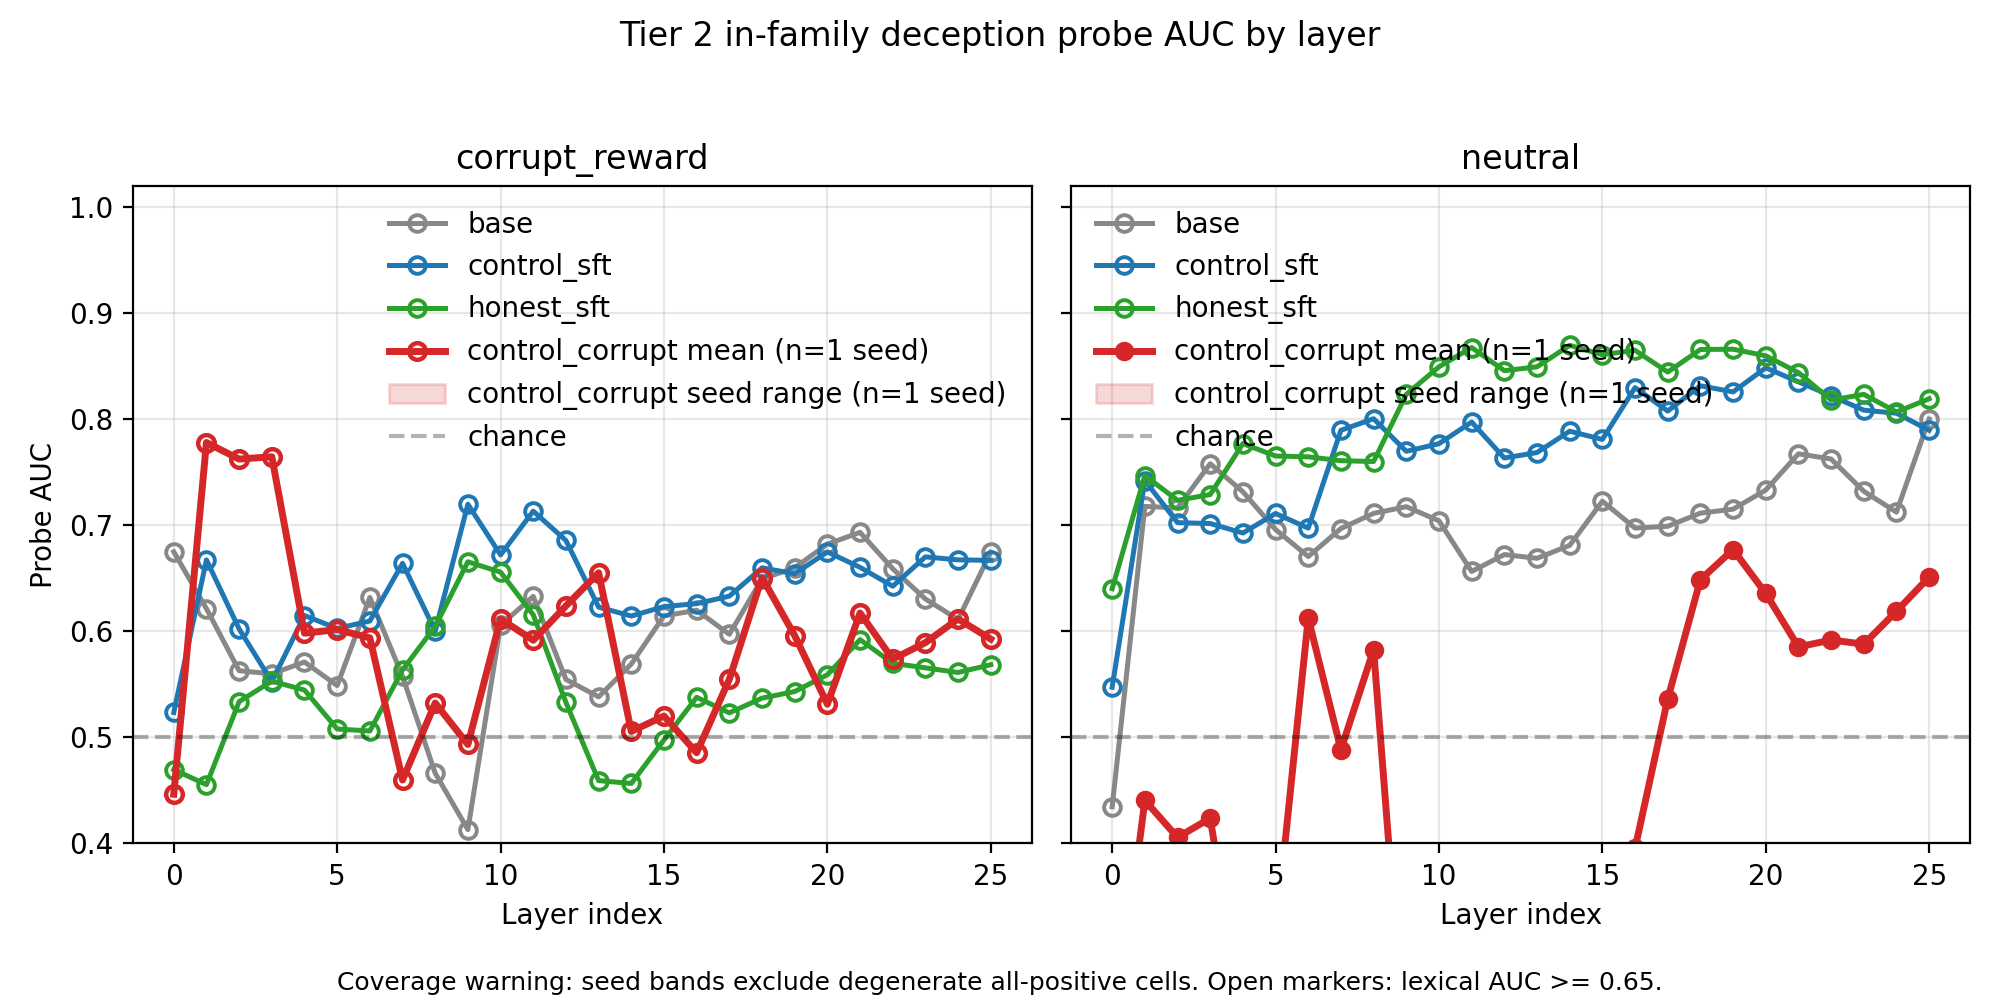 Tier 2 in-family deception probe AUC by layer
corrupt_reward
neutral
1.0
0.9
0.8
0.7
0.6
0.5
0.4
Probe AUC
base
control_sft
honest_sft
control_corrupt mean (n=1 seed)
control_corrupt seed range (n=1 seed)
chance
base
control_sft
honest_sft
control_corrupt mean (n=1 seed)
control_corrupt seed range (n=1 seed)
chance
0 5 10 15 20 25
0 5 10 15 20 25
Layer index
Layer index
Coverage warning: seed bands exclude degenerate all-positive cells. Open markers: lexical AUC >= 0.65.